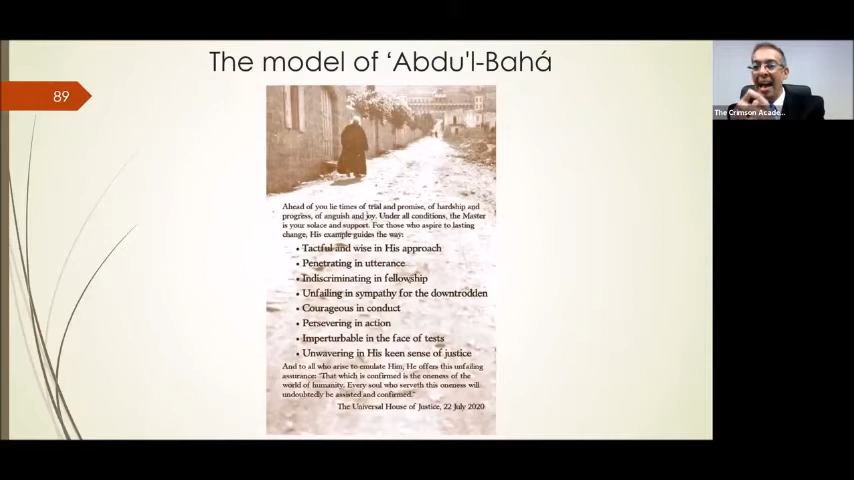 The model of ‘Abdu'l-Bahá
89
The Crimson Acade...
Ahead of you lie times of trial and promise, of hardship and
progress, of anguish and joy. Under all conditions, the Master
is your solace and support. For those who aspire to lasting
change, His example guides the way:
• Tactful and wise in His approach
• Penetrating in utterance
• Indiscriminating in fellowship
• Unfailing in sympathy for the downtrodden
• Courageous in conduct
• Persevering in action
• Imperturbable in the face of tests
• Unwavering in His keen sense of justice
And to all who arise to emulate Him, He offers this unfailing
assurance: "That which is confirmed is the oneness of the
world of humanity. Every soul who serveth this oneness will
undoubtedly be assisted and confirmed."
The Universal House of Justice, 22 July 2020